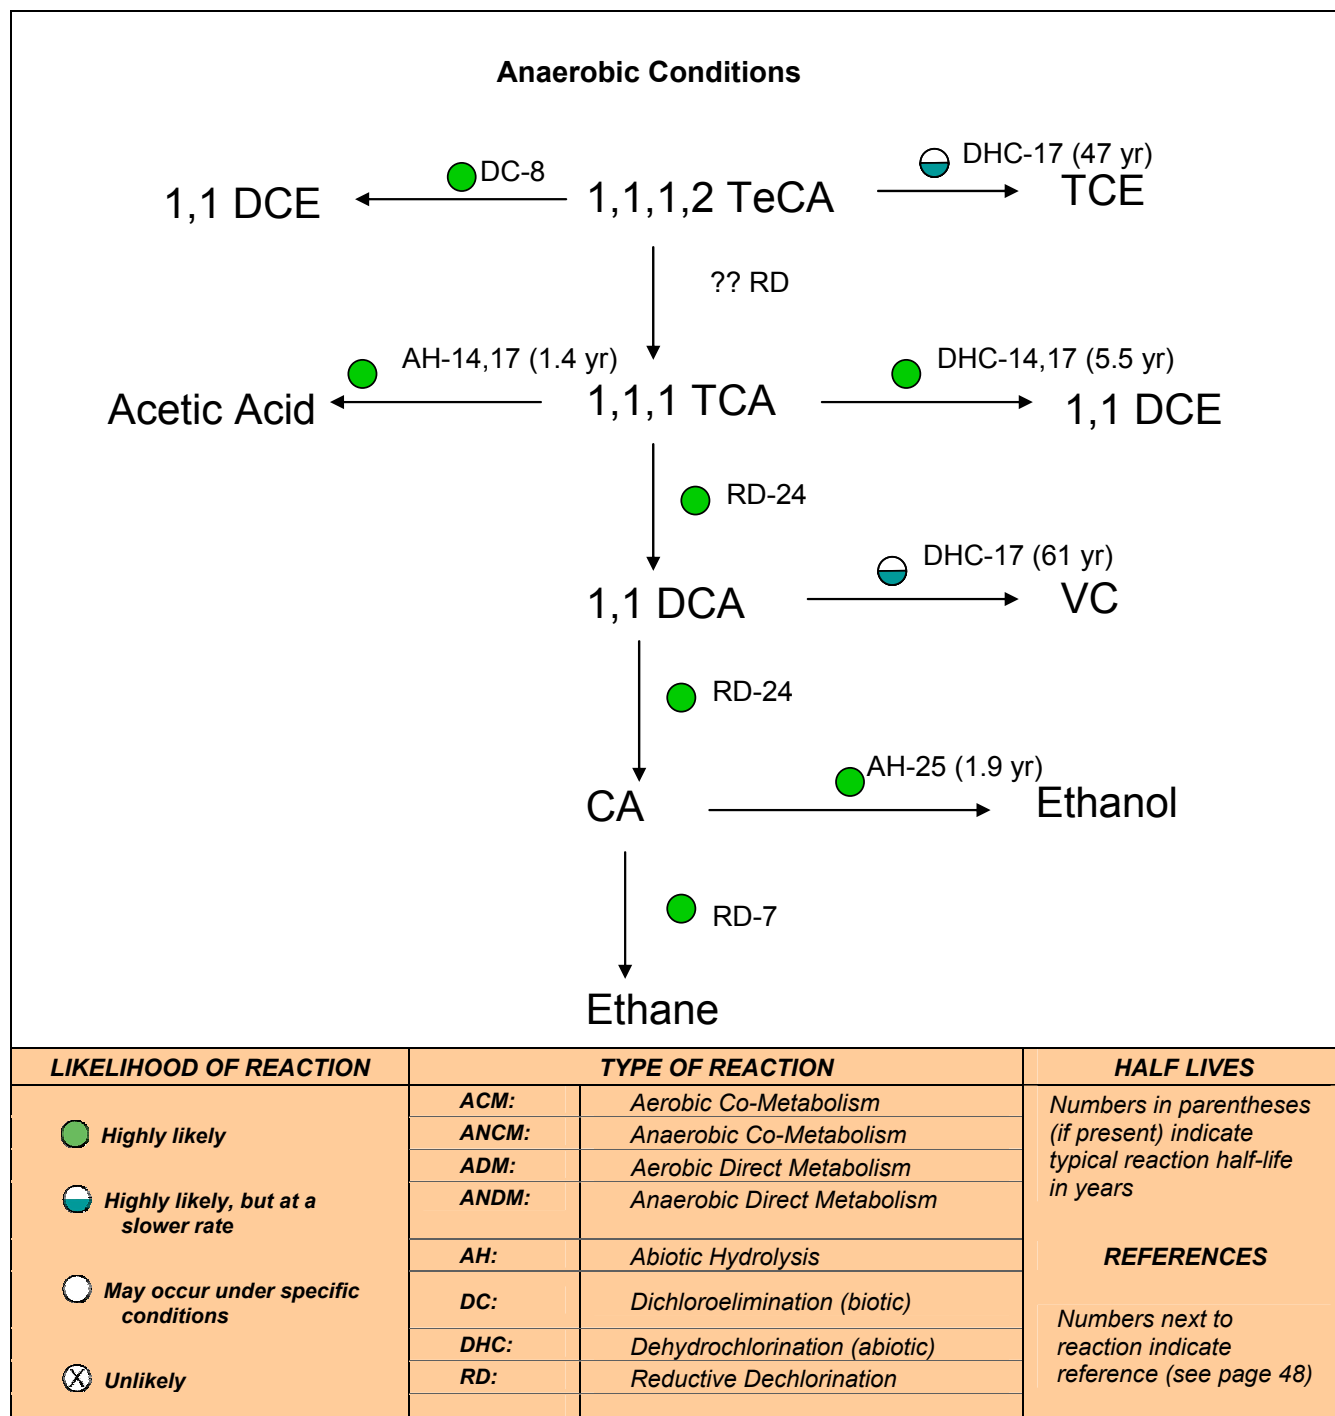 Anaerobic Conditions
DC-8
DHC-17 (47 yr)
1,1 DCE
1,1,1,2 TeCA
TCE
?? RD
AH-14,17 (1.4 yr)
DHC-14,17 (5.5 yr)
Acetic Acid
1,1,1 TCA
1,1 DCE
RD-24
DHC-17 (61 yr)
1,1 DCA
VC
RD-24
AH-25 (1.9 yr)
CA
Ethanol
RD-7
Ethane
LIKELIHOOD OF REACTION
Highly likely
Highly likely, but at a
slower rate
May occur under specific
conditions
X
Unlikely
TYPE OF REACTION
ACM: Aerobic Co-Metabolism
ANCM: Anaerobic Co-Metabolism
ADM: Aerobic Direct Metabolism
ANDM: Anaerobic Direct Metabolism
AH: Abiotic Hydrolysis
DC: Dichloroelimination (biotic)
DHC: Dehydrochlorination (abiotic)
RD: Reductive Dechlorination
HALF LIVES
Numbers in parentheses
(if present) indicate
typical reaction half-life
in years
REFERENCES
Numbers next to
reaction indicate
reference (see page 48)